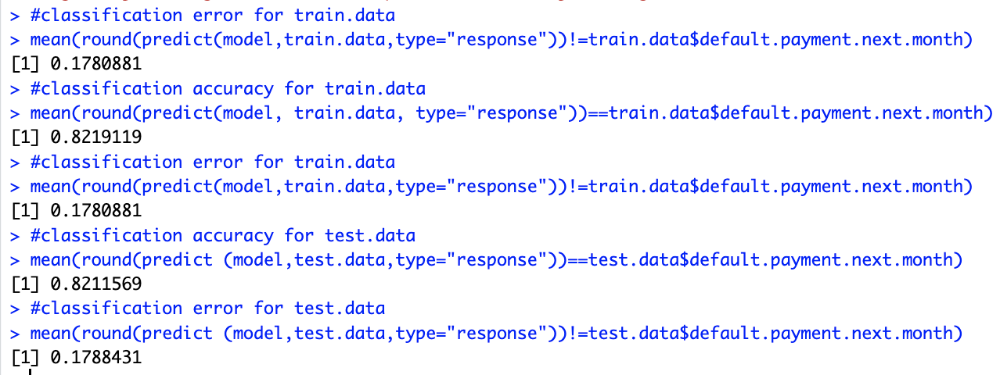 > #classification error for train.data
> mean(round(predict(model,train.data,type="response"))!=train.data$default.payment.next.month)
[1] 0.1780881
> #classification accuracy for train.data
> mean(round(predict(model, train.data, type="response"))==train.data$default.payment.next.month)
[1] 0.8219119
> #classification error for train.data
> mean(round(predict(model,train.data,type="response"))!=train.data$default.payment.next.month)
[1] 0.1780881
> #classification accuracy for test.data
> mean(round(predict (model,test.data,type="response"))==test.data$default.payment.next.month)
[1] 0.8211569
> #classification error for test.data
> mean(round(predict (model,test.data,type="response"))!=test.data$default.payment.next.month)
[1] 0.1788431